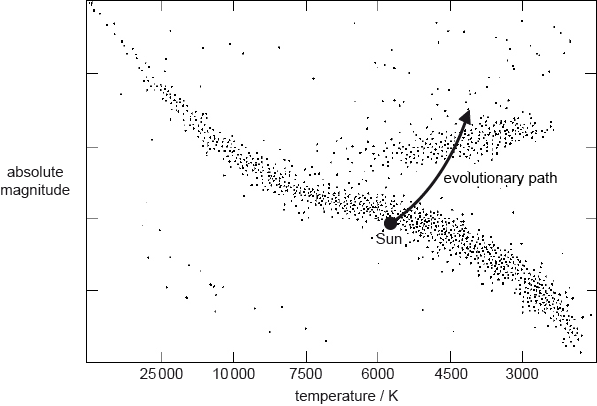 absolute
magnitude
evolutionary path
Sun
25 000 10 000 7500 6000 4500 3000
temperature / K